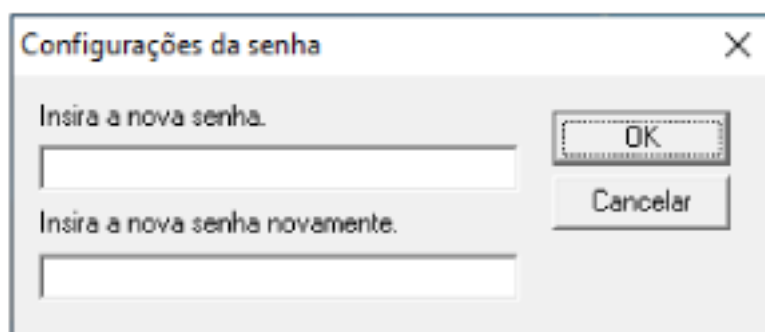 Configurações da senha
Insira a nova senha.
OK
Cancelar
Insira a nova senha novamente.